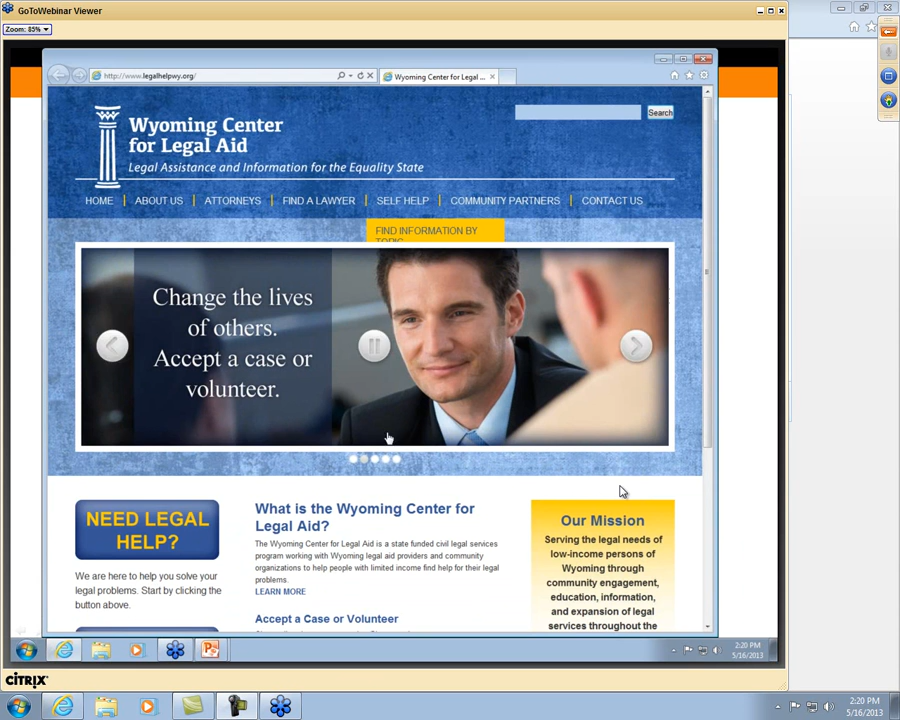 GoToWebinar Viewer
Zoom: 85%
http://www.legalhelpwy.org/
Wyoming Center for Legal ...
Wyoming Center
for Legal Aid
Legal Assistance and Information for the Equality State
Search
HOME
ABOUT US
ATTORNEYS
FIND A LAWYER
SELF HELP
COMMUNITY PARTNERS
CONTACT US
FIND INFORMATION BY
TOPIC
Change the lives
of others.
Accept a case or
volunteer.
NEED LEGAL
HELP?
We are here to help you solve your
legal problems. Start by clicking the
button above.
What is the Wyoming Center for
Legal Aid?
The Wyoming Center for Legal Aid is a state funded civil legal services
program working with Wyoming legal aid providers and community
organizations to help people with limited income find help for their legal
problems.
LEARN MORE
Accept a Case or Volunteer
Our Mission
Serving the legal needs of
low-income persons of
Wyoming through
community engagement,
education, information,
and expansion of legal
services throughout the
2:20 PM
5/16/2013
CITRIX
2:20 PM
5/16/2013